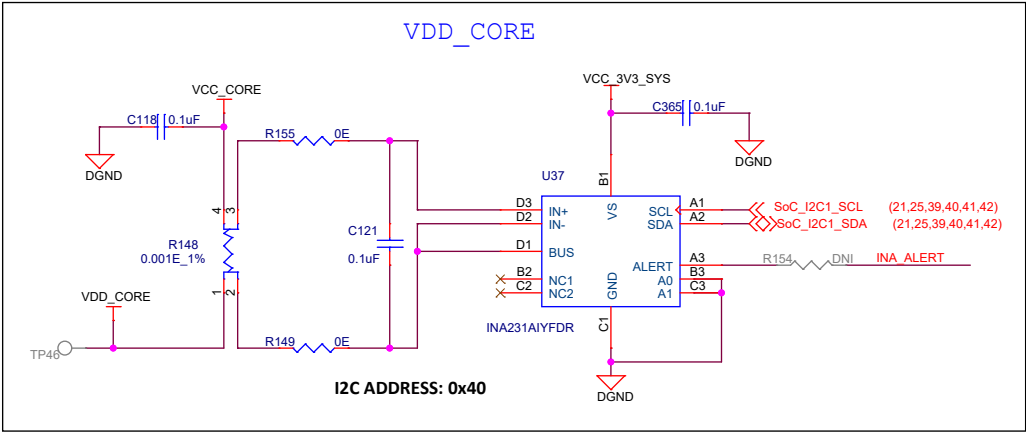 VDD_CORE
VCC_CORE
VCC_3V3_SYS
C118 0.1uF
C365 0.1uF
R155 0E
DGND
DGND
U37
B1
D3 IN+
VS
SCL A1 SoC_I2C1_SCL (21,25,39,40,41,42)
D2 IN-
SDA A2 SoC_I2C1_SDA (21,25,39,40,41,42)
4 3
C121
0.1uF
R148
0.001E_1%
D1 BUS
ALERT A3 R154 DNI INA_ALERT
B2 NC1
A0 B3
C2 NC2
A1 C3
GND
1 2
VDD_CORE
C1
INA231AIYFDR
R149 0E
TP46
I2C ADDRESS: 0x40
DGND